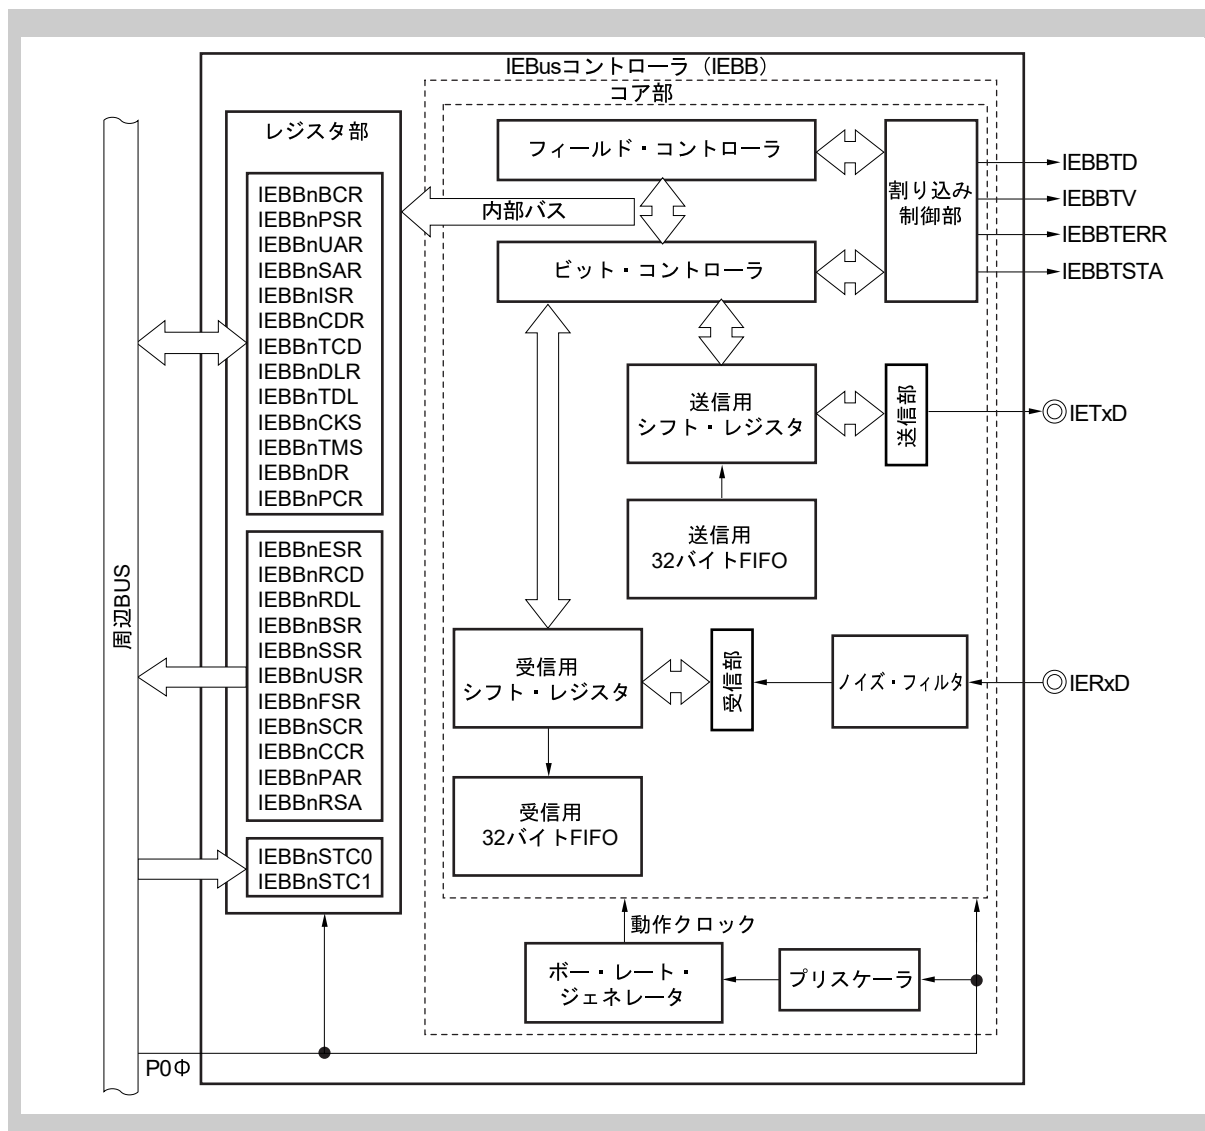 IEBusコントローラ（IEBB）
コア部
レジスタ部
フィールド・コントローラ
割り込み
制御部
IEBBTD
IEBBTV
IEBBTERR
IEBBTSTA
内部バス
ビット・コントローラ
IEBBnBCR
IEBBnPSR
IEBBnUAR
IEBBnSAR
IEBBnISR
IEBBnCDR
IEBBnTCD
IEBBnDLR
IEBBnTDL
IEBBnCKS
IEBBnTMS
IEBBnDR
IEBBnPCR
送信用
シフト・レジスタ
送信部
IETxD
送信用
32バイトFIFO
周辺BUS
IEBBnESR
IEBBnRCD
IEBBnRDL
IEBBnBSR
IEBBnSSR
IEBBnUSR
IEBBnFSR
IEBBnSCR
IEBBnCCR
IEBBnPAR
IEBBnRSA
受信用
シフト・レジスタ
受信部
ノイズ・フィルタ
IERxD
受信用
32バイトFIFO
IEBBnSTC0
IEBBnSTC1
動作クロック
ボー・レート・
ジェネレータ
プリスケーラ
P0Φ